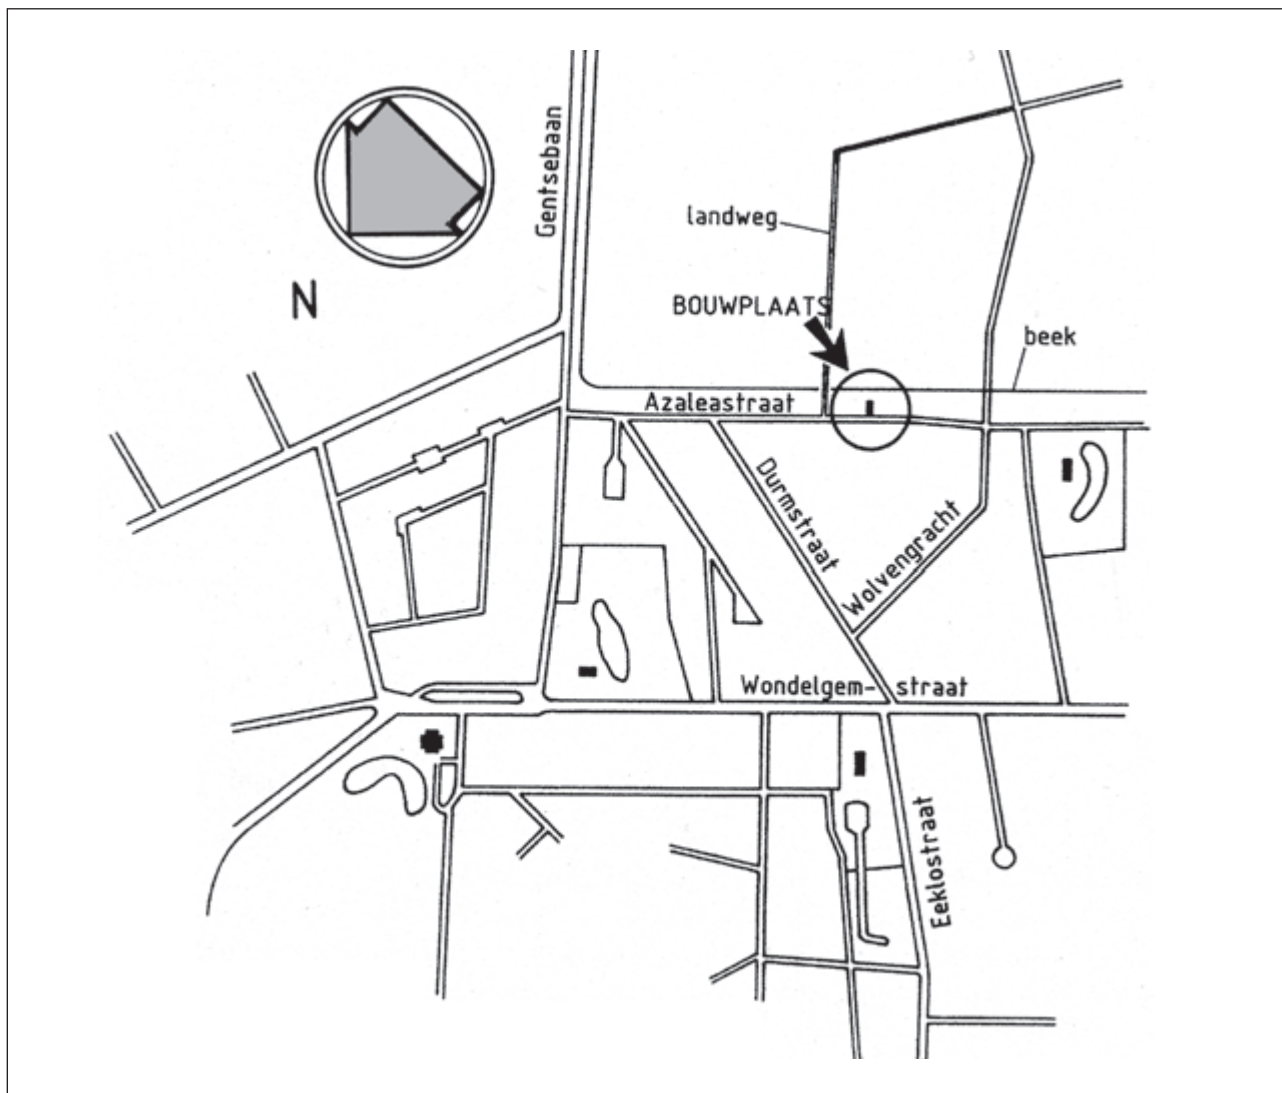 Gentsebaan
landweg
N
BOUWPLAATS
beek
Azaleastraat
Durmstraat
Wolvengracht
Wondelgem-straat
Eeklostraat